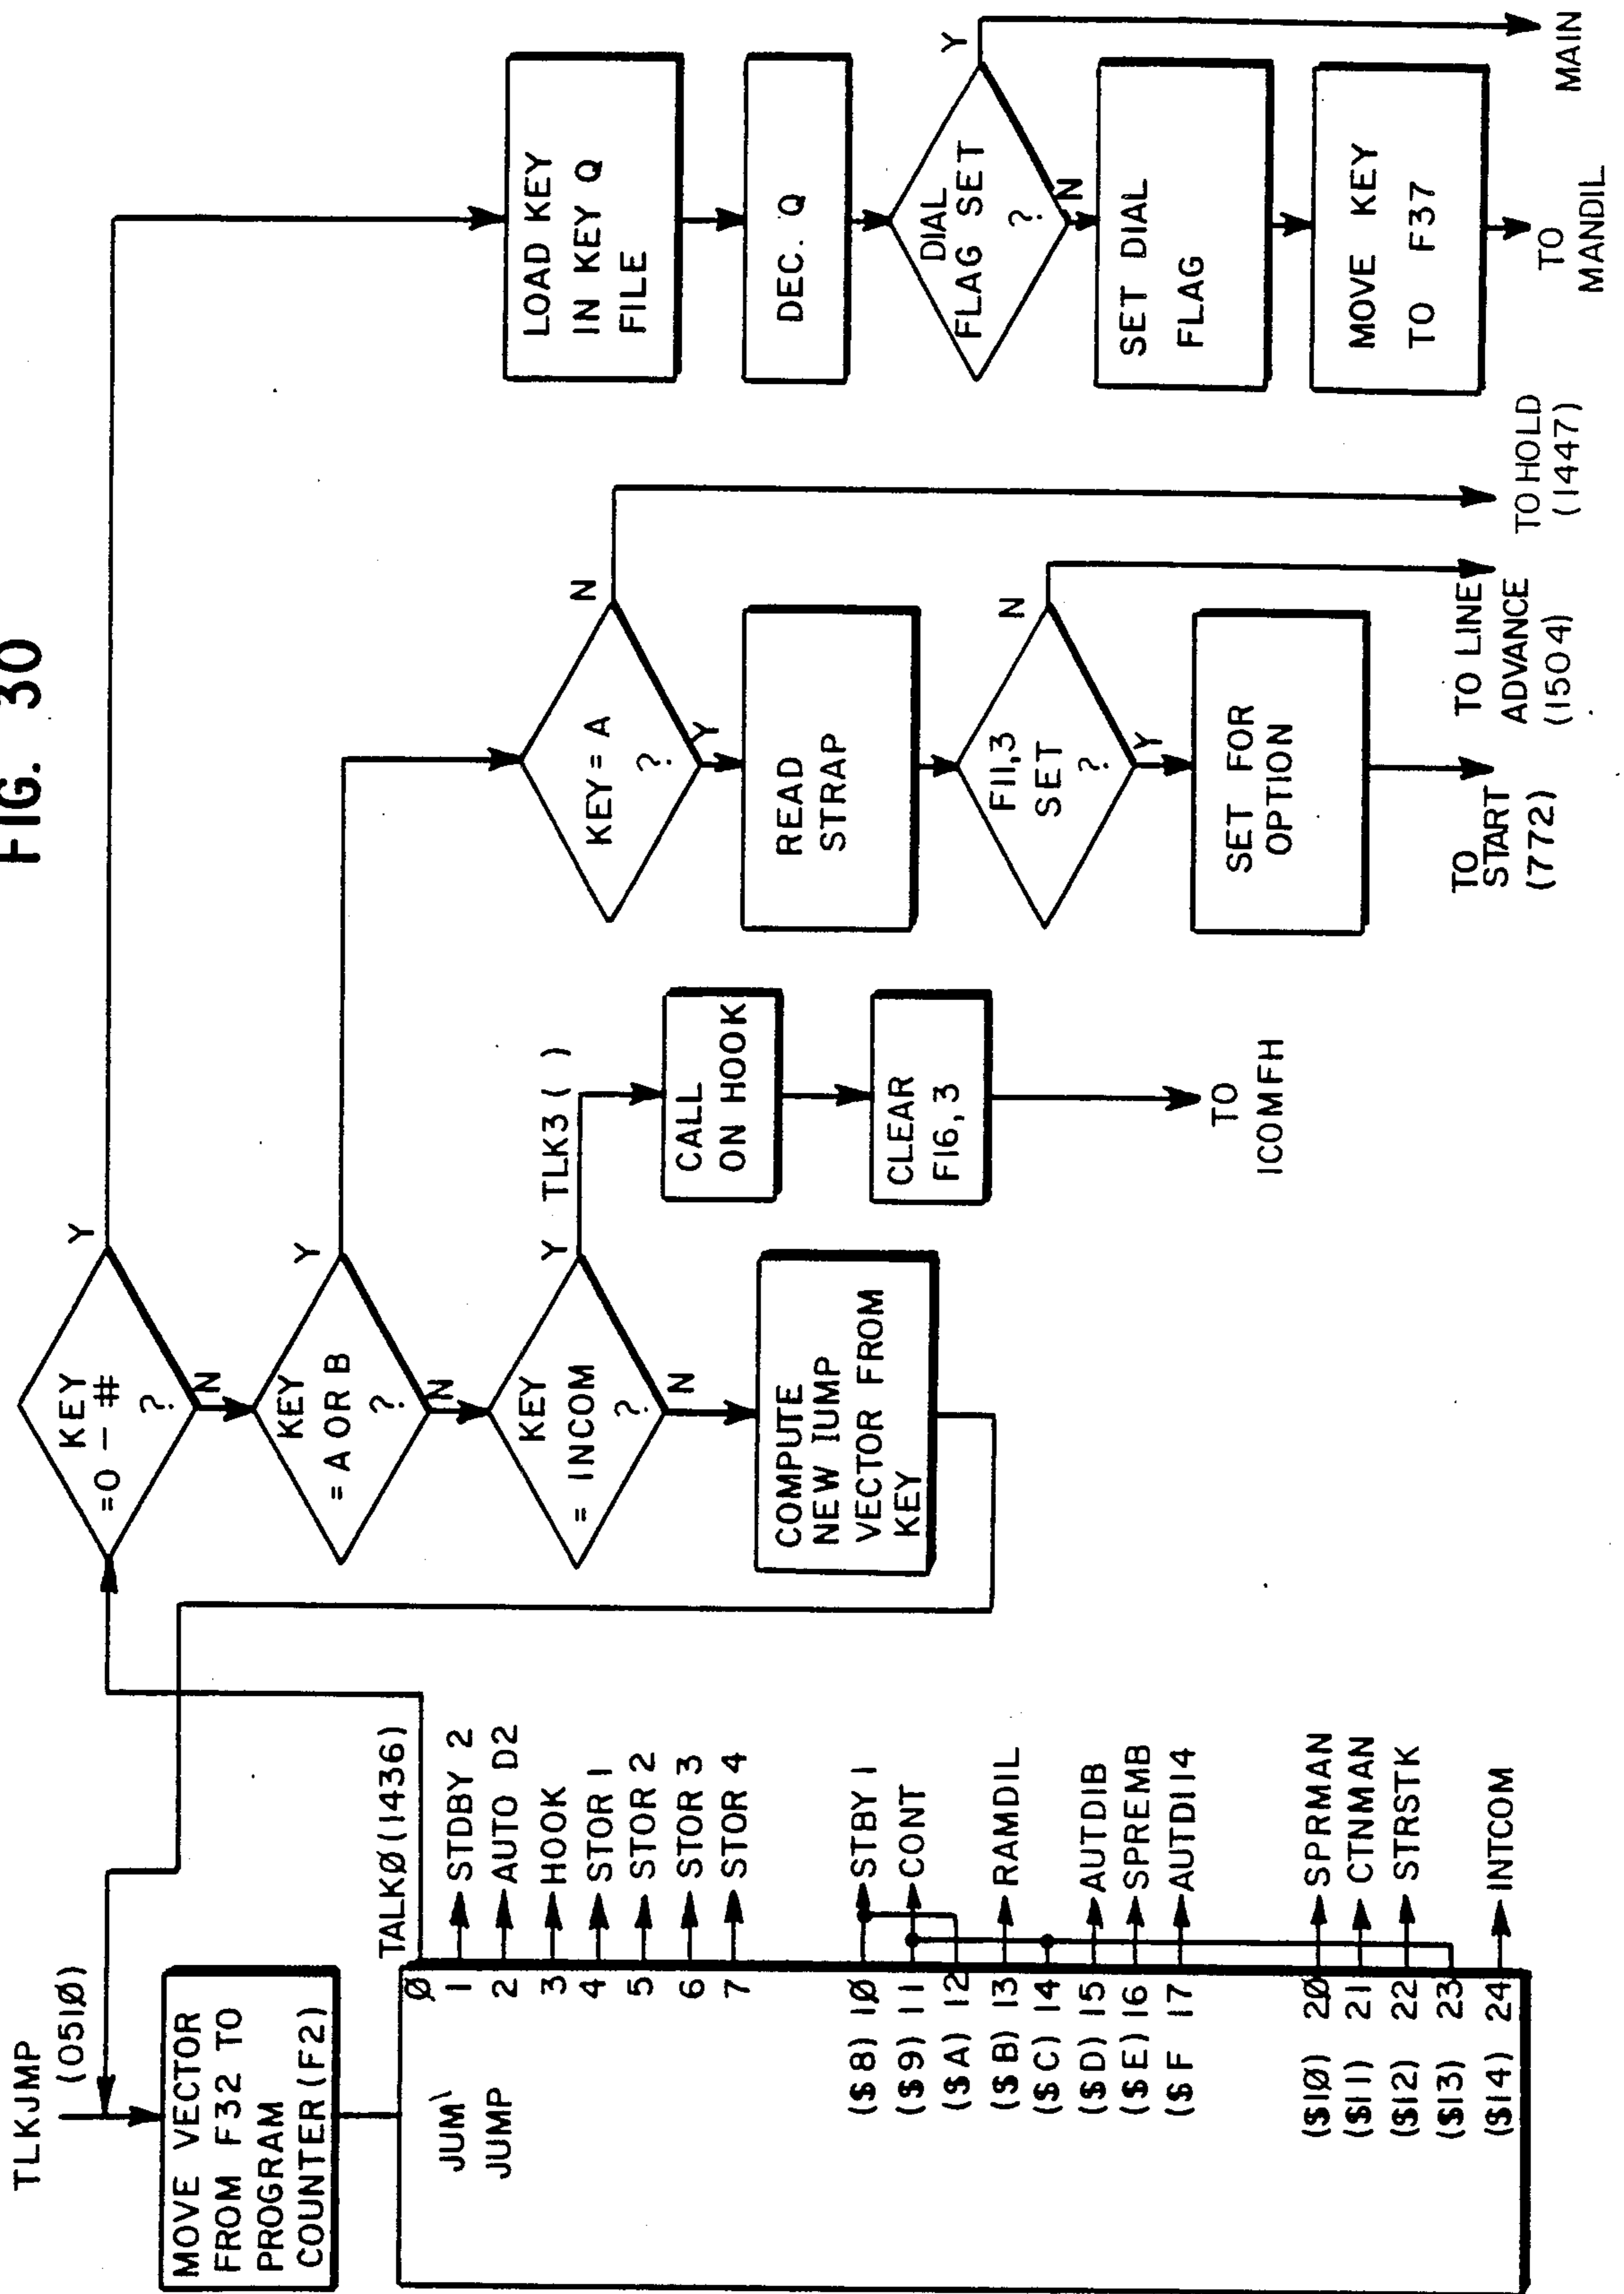 FIG. 30
TLKJMP
(051Ø)
MOVE VECTOR
FROM F32 TO
PROGRAM
COUNTER (F2)
JUM\
JUMP
TALKØ (1436)
Ø
1 STDBY 2
2 AUTO D2
3 HOOK
4 STOR 1
5 STOR 2
6 STOR 3
7 STOR 4
($8) 1Ø STBY 1
($9) 11 CONT
($A) 12
($B) 13 RAMDIL
($C) 14
($D) 15 AUTDIB
($E) 16 SPREMB
($F 17 AUTDI14
($1Ø) 2Ø SPRMAN
($11) 21 CTNMAN
($12) 22 STRSTK
($13) 23
($14) 24 INTCOM
KEY
=0-#
?
Y
N
KEY
= A OR B
?
Y
N
KEY
= INCOM
?
Y TLK3 ( )
N
COMPUTE
NEW IUMP
VECTOR FROM
KEY
CALL
ON HOOK
CLEAR
F16,3
TO
ICOMFH
KEY = A
?
N
Y
READ
STRAP
F11,3
SET
?
N
Y
SET FOR
OPTION
TO
START
(772)
TO LINE
ADVANCE
(1504)
TO HOLD
(1447)
LOAD KEY
IN KEY Q
FILE
DEC. Q
DIAL
FLAG SET
?
Y
N
SET DIAL
FLAG
MOVE KEY
TO F37
TO
MANDIL
MAIN